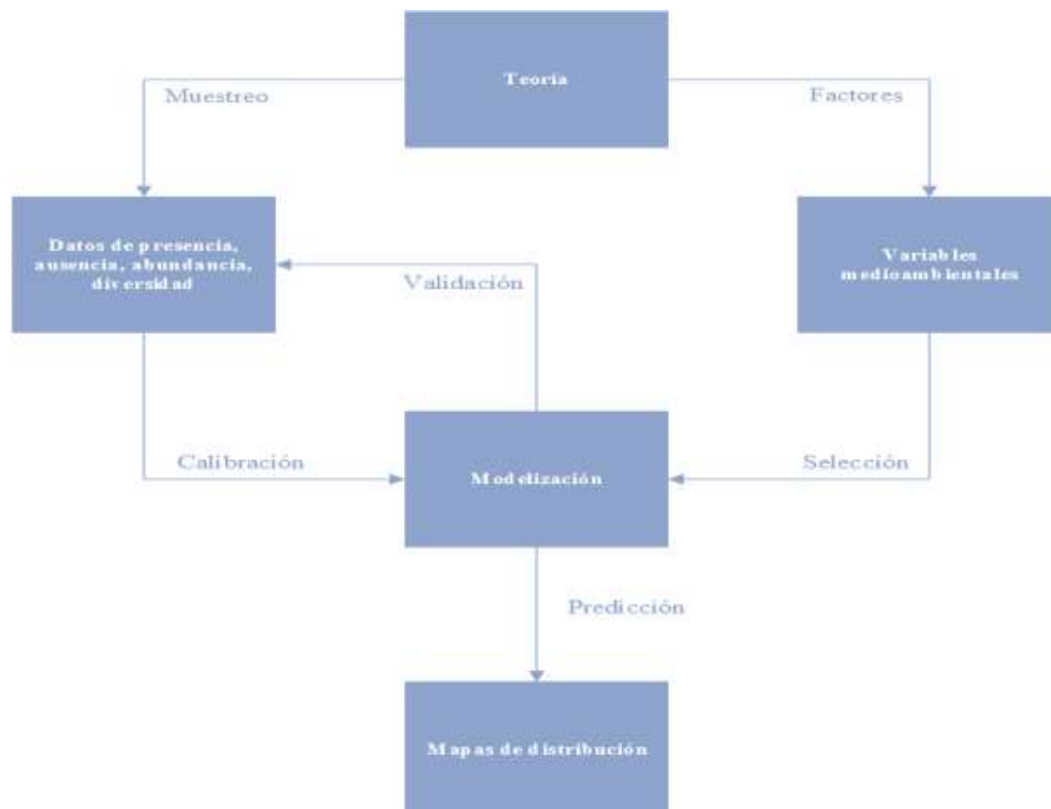 Teoría
Muestreo
Factores
Datos de presencia,
ausencia, abundancia,
diversidad
Variables
medioambientales
Validación
Calibración
Selección
Modelización
Predicción
Mapas de distribución